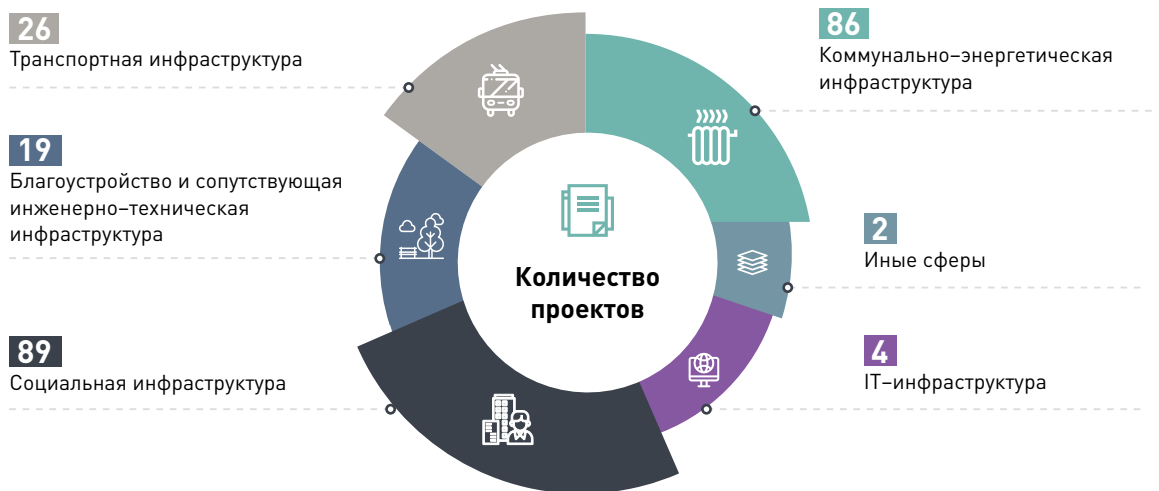 26
Транспортная инфраструктура
19
Благоустройство и сопутствующая
инженерно–техническая
инфраструктура
89
Социальная инфраструктура
Количество
проектов
86
Коммунально–энергетическая
инфраструктура
2
Иные сферы
4
IT–инфраструктура